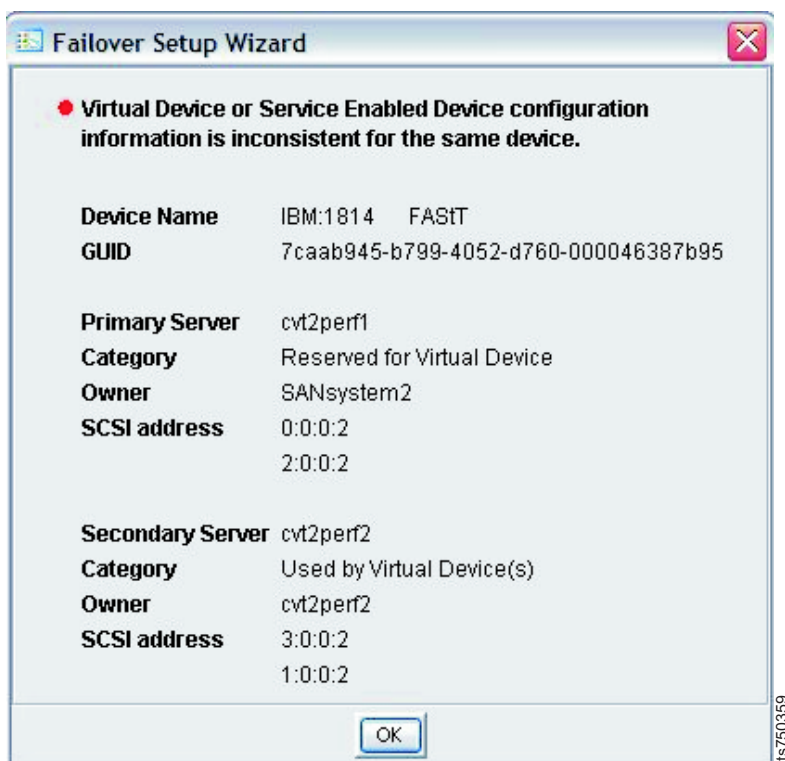 Failover Setup Wizard
Virtual Device or Service Enabled Device configuration
information is inconsistent for the same device.
Device Name IBM:1814 FAStT
GUID 7caab945-b799-4052-d760-000046387b95
Primary Server cvt2perf1
Category Reserved for Virtual Device
Owner SANsystem2
SCSI address 0:0:0:2
2:0:0:2
Secondary Server cvt2perf2
Category Used by Virtual Device(s)
Owner cvt2perf2
SCSI address 3:0:0:2
1:0:0:2
OK
ts750359